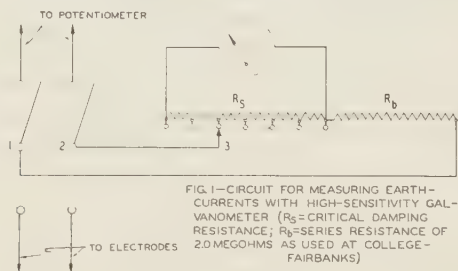 TO POTENTIOMETER
Rs
Rb
1
2
3
FIG. 1—CIRCUIT FOR MEASURING EARTH-
CURRENTS WITH HIGH-SENSITIVITY GAL-
VANOMETER (Rs=CRITICAL DAMPING
RESISTANCE; Rb=SERIES RESISTANCE OF
2.0 MEGOHMS AS USED AT COLLEGE-
FAIRBANKS)
TO ELECTRODES